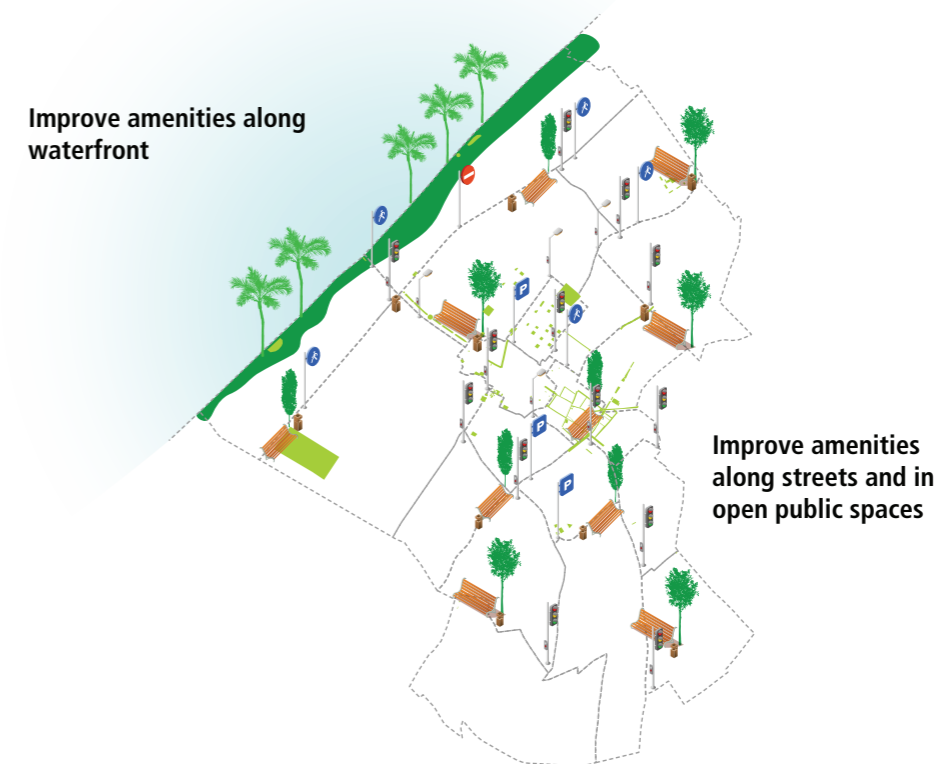 Improve amenities along
waterfront
P
P
P
Improve amenities
along streets and in
open public spaces